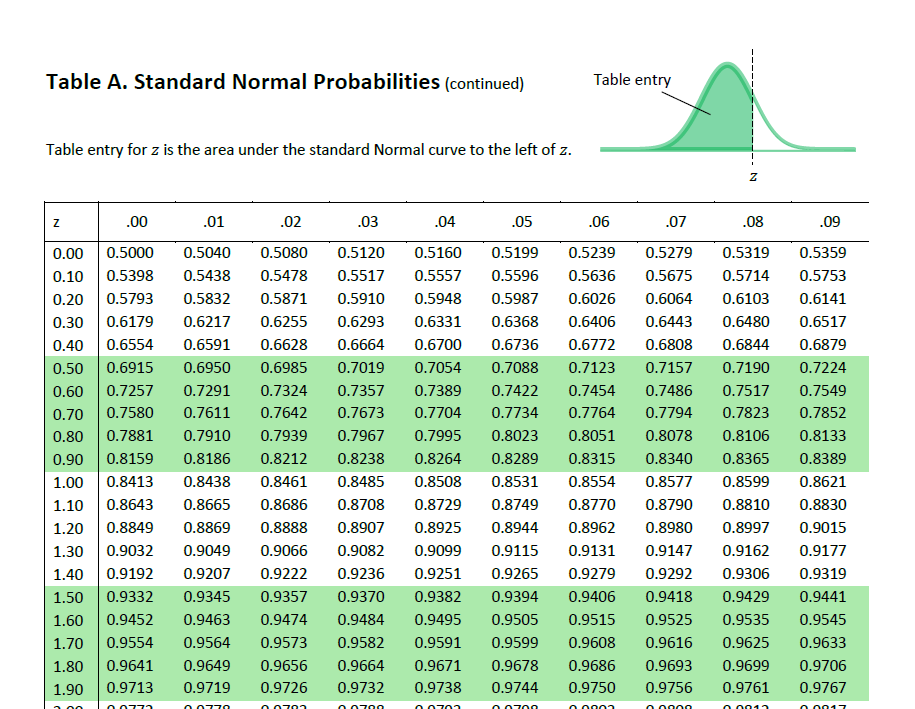 Table A. Standard Normal Probabilities (continued)
Table entry
Table entry for z is the area under the standard Normal curve to the left of z.
z
z .00 .01 .02 .03 .04 .05 .06 .07 .08 .09
0.00 0.5000 0.5040 0.5080 0.5120 0.5160 0.5199 0.5239 0.5279 0.5319 0.5359
0.10 0.5398 0.5438 0.5478 0.5517 0.5557 0.5596 0.5636 0.5675 0.5714 0.5753
0.20 0.5793 0.5832 0.5871 0.5910 0.5948 0.5987 0.6026 0.6064 0.6103 0.6141
0.30 0.6179 0.6217 0.6255 0.6293 0.6331 0.6368 0.6406 0.6443 0.6480 0.6517
0.40 0.6554 0.6591 0.6628 0.6664 0.6700 0.6736 0.6772 0.6808 0.6844 0.6879
0.50 0.6915 0.6950 0.6985 0.7019 0.7054 0.7088 0.7123 0.7157 0.7190 0.7224
0.60 0.7257 0.7291 0.7324 0.7357 0.7389 0.7422 0.7454 0.7486 0.7517 0.7549
0.70 0.7580 0.7611 0.7642 0.7673 0.7704 0.7734 0.7764 0.7794 0.7823 0.7852
0.80 0.7881 0.7910 0.7939 0.7967 0.7995 0.8023 0.8051 0.8078 0.8106 0.8133
0.90 0.8159 0.8186 0.8212 0.8238 0.8264 0.8289 0.8315 0.8340 0.8365 0.8389
1.00 0.8413 0.8438 0.8461 0.8485 0.8508 0.8531 0.8554 0.8577 0.8599 0.8621
1.10 0.8643 0.8665 0.8686 0.8708 0.8729 0.8749 0.8770 0.8790 0.8810 0.8830
1.20 0.8849 0.8869 0.8888 0.8907 0.8925 0.8944 0.8962 0.8980 0.8997 0.9015
1.30 0.9032 0.9049 0.9066 0.9082 0.9099 0.9115 0.9131 0.9147 0.9162 0.9177
1.40 0.9192 0.9207 0.9222 0.9236 0.9251 0.9265 0.9279 0.9292 0.9306 0.9319
1.50 0.9332 0.9345 0.9357 0.9370 0.9382 0.9394 0.9406 0.9418 0.9429 0.9441
1.60 0.9452 0.9463 0.9474 0.9484 0.9495 0.9505 0.9515 0.9525 0.9535 0.9545
1.70 0.9554 0.9564 0.9573 0.9582 0.9591 0.9599 0.9608 0.9616 0.9625 0.9633
1.80 0.9641 0.9649 0.9656 0.9664 0.9671 0.9678 0.9686 0.9693 0.9699 0.9706
1.90 0.9713 0.9719 0.9726 0.9732 0.9738 0.9744 0.9750 0.9756 0.9761 0.9767